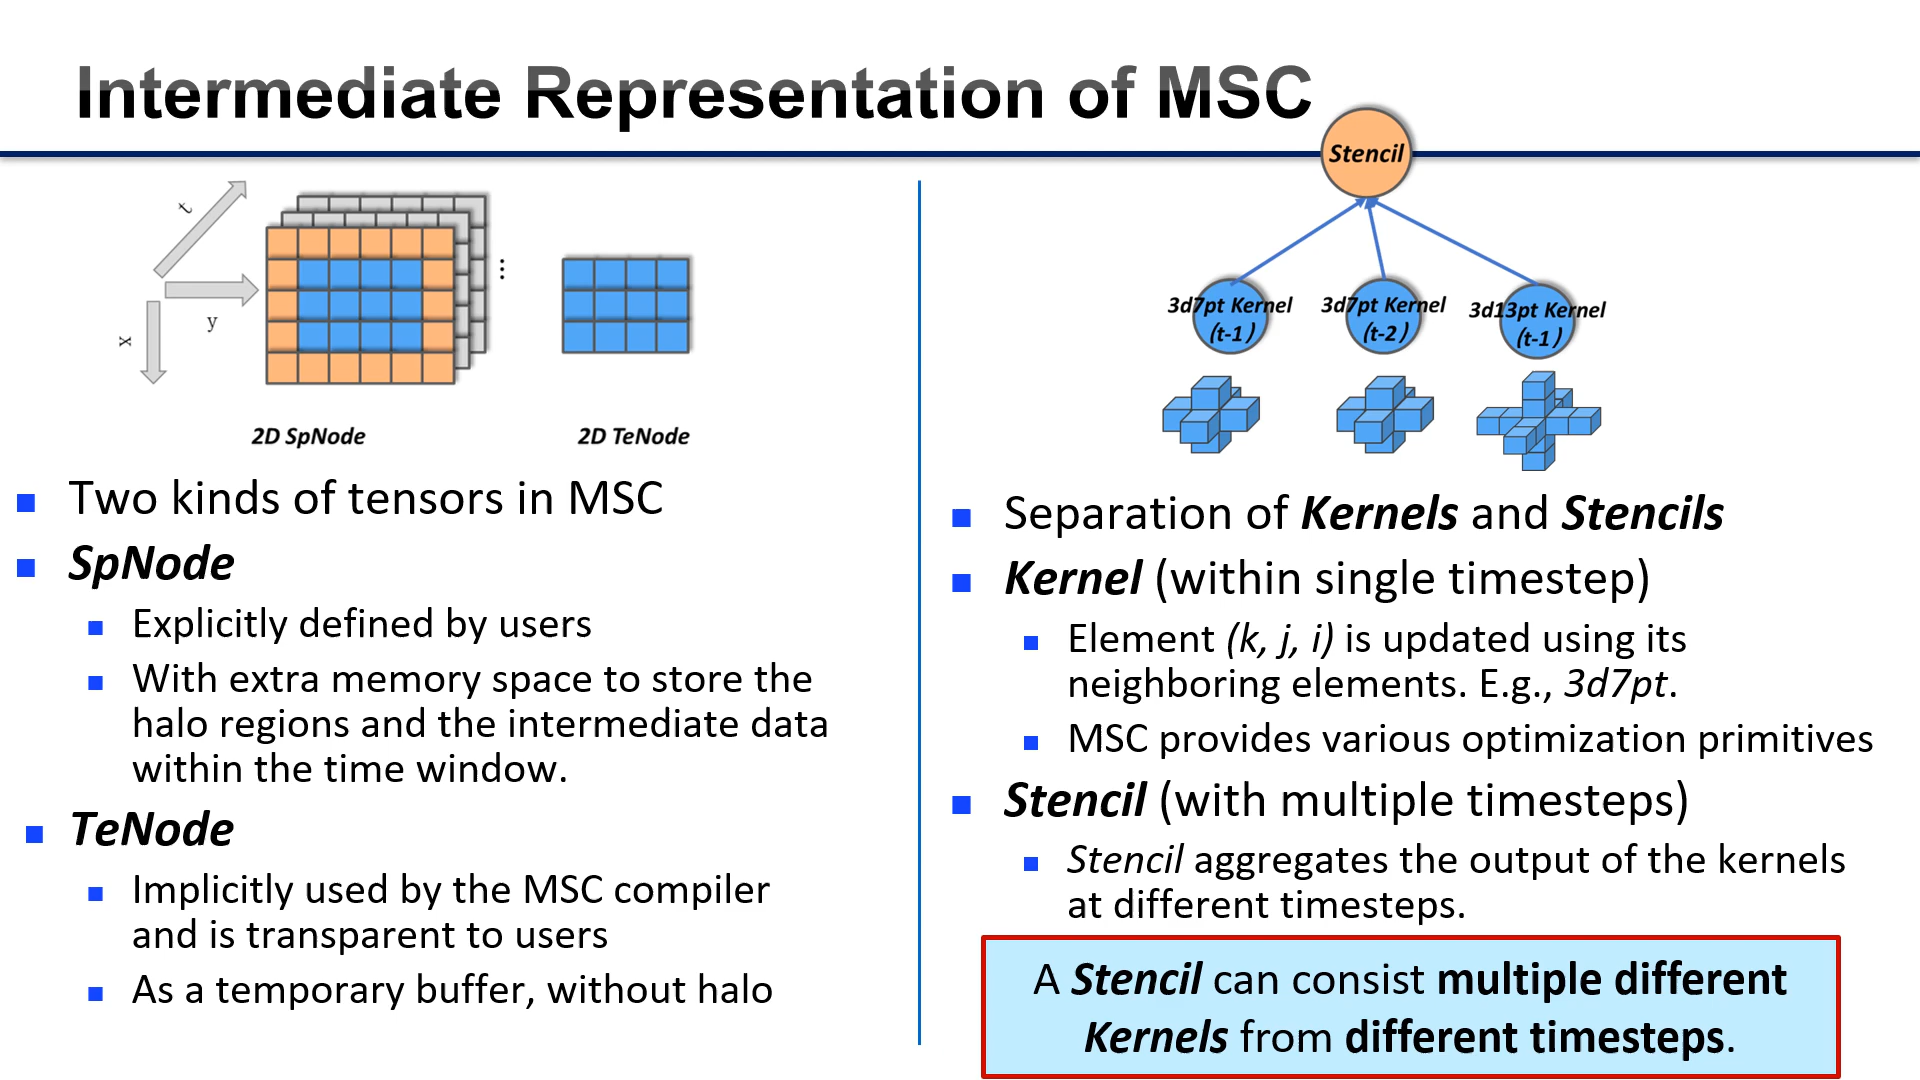 Intermediate Representation of MSC
t
y
x
⋮
2D SpNode
2D TeNode
■ Two kinds of tensors in MSC
■ SpNode
■ Explicitly defined by users
■ With extra memory space to store the
halo regions and the intermediate data
within the time window.
■ TeNode
■ Implicitly used by the MSC compiler
and is transparent to users
■ As a temporary buffer, without halo
Stencil
3d7pt Kernel
(t-1)
3d7pt Kernel
(t-2)
3d13pt Kernel
(t-1)
■ Separation of Kernels and Stencils
■ Kernel (within single timestep)
■ Element (k, j, i) is updated using its
neighboring elements. E.g., 3d7pt.
■ MSC provides various optimization primitives
■ Stencil (with multiple timesteps)
■ Stencil aggregates the output of the kernels
at different timesteps.
A Stencil can consist multiple different
Kernels from different timesteps.